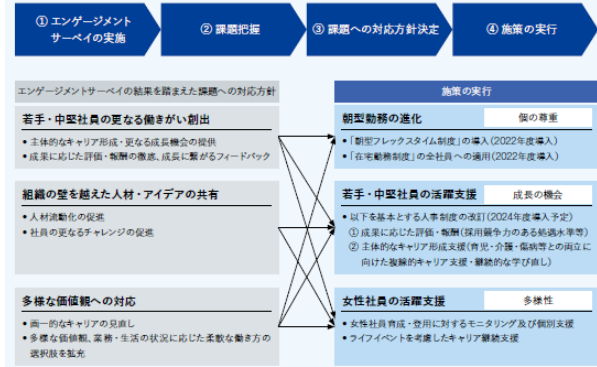 ① エンゲージメント
サーベイの実施
② 課題把握
③ 課題への対応方針決定
④ 施策の実行
エンゲージメントサーベイの結果を踏まえた課題への対応方針
若手・中堅社員の更なる働きがい創出
• 主体的なキャリア形成・更なる成長機会の提供
• 成果に応じた評価・報酬の徹底、成長に繋がるフィードバック
組織の壁を越えた人材・アイデアの共有
• 人材流動化の促進
• 社員の更なるチャレンジの促進
多様な価値観への対応
• 画一的なキャリアの見直し
• 多様な価値観、業務・生活の状況に応じた柔軟な働き方の
選択肢を拡充
施策の実行
朝型勤務の進化 個の尊重
• 「朝型フレックスタイム制度」の導入(2022年度導入)
• 「在宅勤務制度」の全社員への適用(2022年度導入)
若手・中堅社員の活躍支援 成長の機会
• 以下を基本とする人事制度の改訂(2024年度導入予定)
① 成果に応じた評価・報酬(採用競争力のある処遇水準等)
② 主体的なキャリア形成支援(育児・介護・傷病等との両立に
向けた複線的キャリア支援・継続的な学び直し)
女性社員の活躍支援 多様性
• 女性社員育成・登用に対するモニタリング及び個別支援
• ライフイベントを考慮したキャリア継続支援